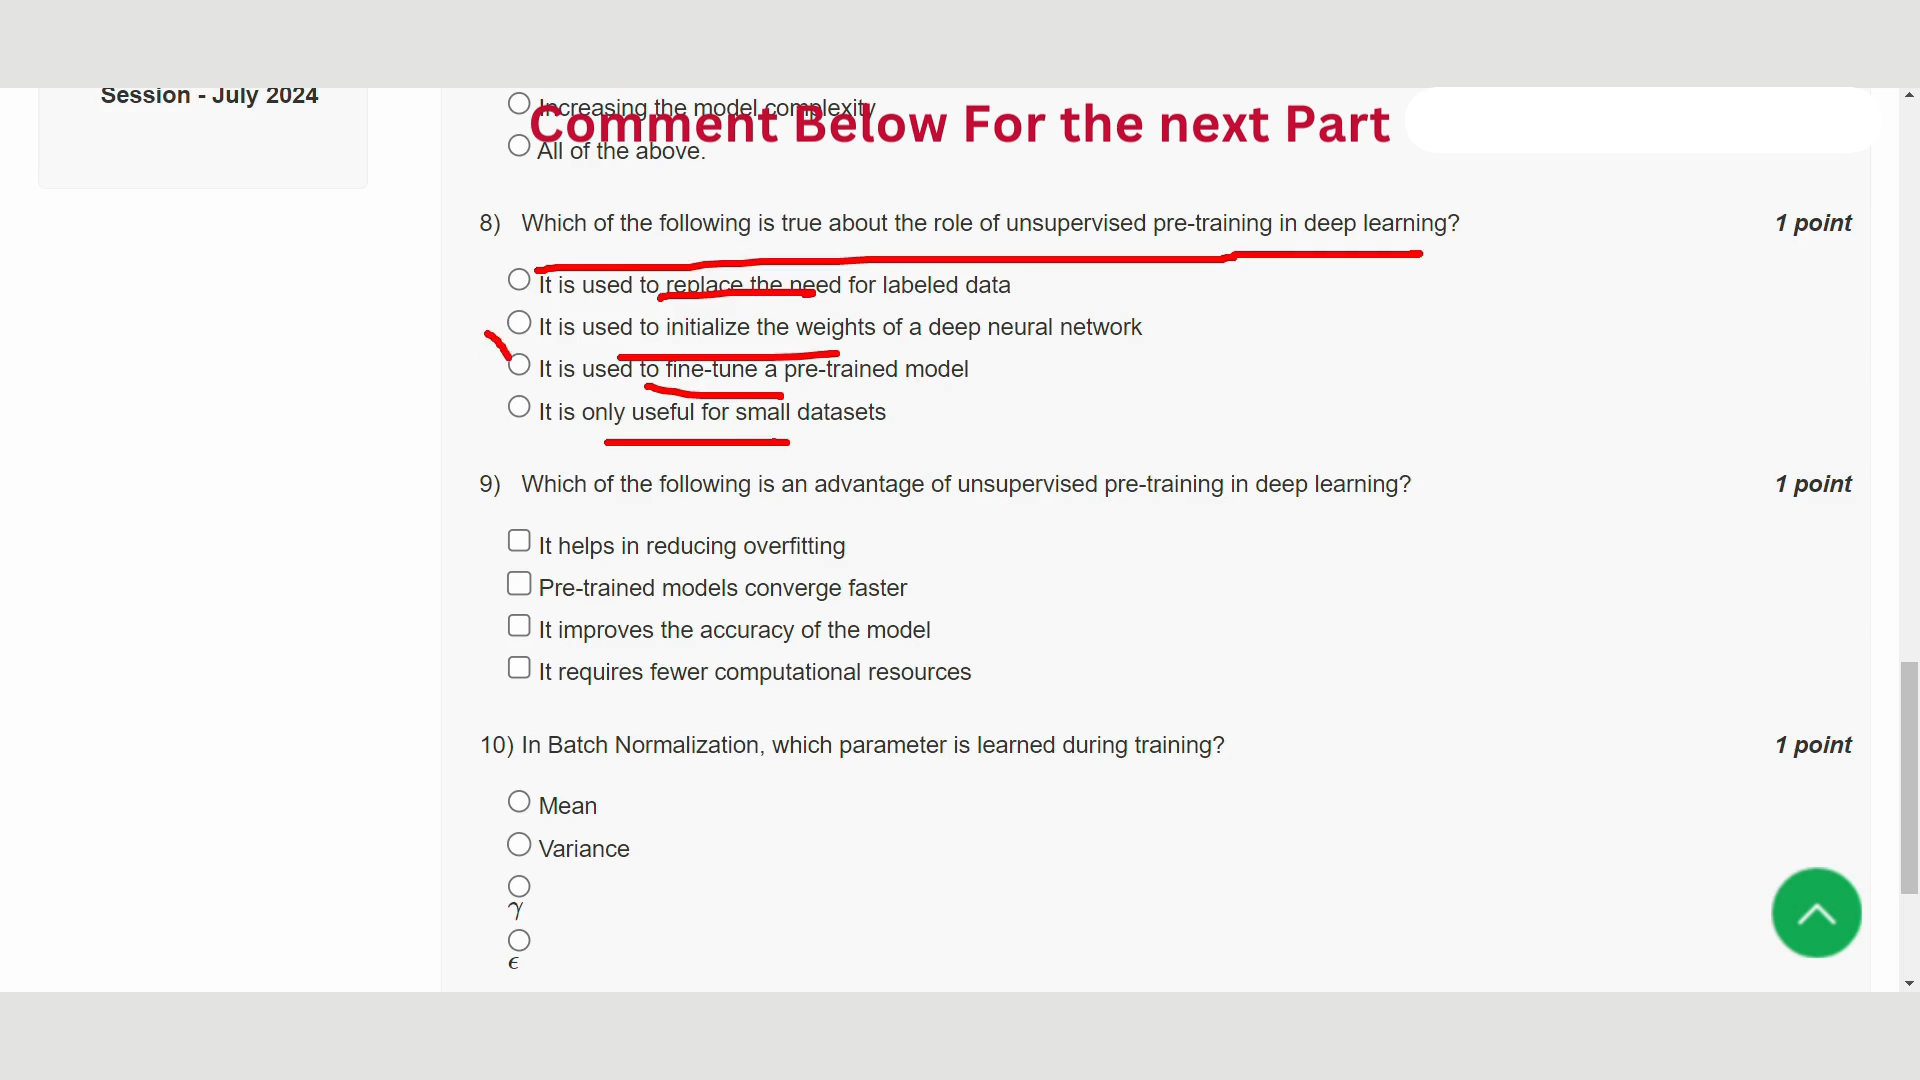 Session - July 2024
Increasing the model complexity
Comment Below For the next Part
All of the above.
8) Which of the following is true about the role of unsupervised pre-training in deep learning? 1 point
It is used to replace the need for labeled data
It is used to initialize the weights of a deep neural network
It is used to fine-tune a pre-trained model
It is only useful for small datasets
9) Which of the following is an advantage of unsupervised pre-training in deep learning? 1 point
It helps in reducing overfitting
Pre-trained models converge faster
It improves the accuracy of the model
It requires fewer computational resources
10) In Batch Normalization, which parameter is learned during training? 1 point
Mean
Variance
γ
ϵ